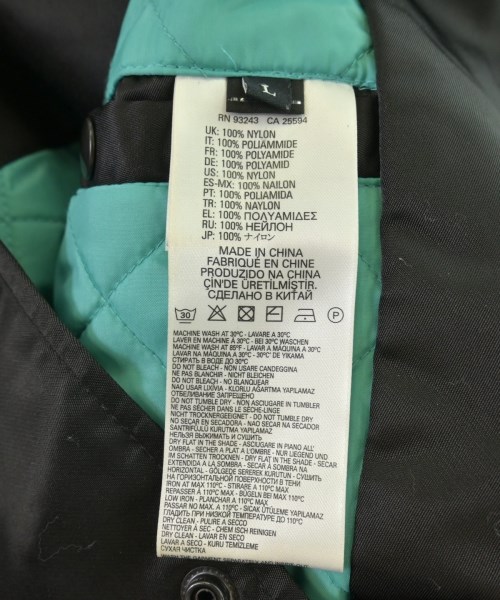 L
RN 93243 CA 25594
UK: 100% NYLON
IT: 100% POLIAMMIDE
FR: 100% POLYAMIDE
DE: 100% POLYAMID
US: 100% NYLON
ES-MX: 100% NAILON
PT: 100% POLIAMIDA
TR: 100% NAYLON
EL: 100% ΠΟΛΥΑΜΙΔΕΣ
RU: 100% НЕЙЛОН
JP: 100% ナイロン
MADE IN CHINA
FABRIQUÉ EN CHINE
PRODUZIDO NA CHINA
ÇIN'DE ÜRETİLMİŞTİR.
СДЕЛАНО В КИТАЙ
30 P
MACHINE WASH AT 30°C - LAVARE A 30°C
LAVER EN MACHINE A 30°C - BEI 30°C WASCHEN
MACHINE WASH AT 85°F - LAVAR A MÁQUINA A 30°C
LAVAR NA MÁQUINA A 30°C - 30°C' DE YIKAMA
СТИРАТЬ В ВОДЕ ДО 30°C
DO NOT BLEACH - NON USARE CANDEGGINA
NE PAS BLANCHIR - NICHT BLEICHEN
DO NOT BLEACH - NO BLANQUEAR
NAO USAR LIXÍVIA - KLORLU AĞARTMA YAPILAMAZ
ОТБЕЛИВАНИЕ ЗАПРЕЩЕНО
DO NOT TUMBLE DRY - NON ASCIUGARE IN TUMBLER
NE PAS SÉCHER DANS LE SÈCHE-LINGE
NICHT TROCKNERGEEIGNET - DO NOT TUMBLE DRY
NO SECAR EN SECADORA - NAO SECAR NA SECADOR
SANTRİFÜJLÜ KURUTMA YAPILAMAZ
НЕЛЬЗЯ ВЫЖИМАТЬ И СУШИТЬ
DRY FLAT IN THE SHADE - ASCIUGARE IN PIANO ALL'
OMBRA - SÉCHER A PLAT A L'OMBRE - NUR LIEGEND UND
IM SCHATTEN TROCKNEN - DRY FLAT IN THE SHADE - SECAR
EXTENDIDA A LA SOMBRA - SECAR NA SOMBRA NA
HORIZONTAL - GÖLGEDE SEREREK KURUTUN - СУШИТЬ
НА ГОРИЗОНТАЛЬНОЙ ПОВЕРХНОСТИ В ТЕНИ
IRON AT MAX 110°C - STIRARE A 110°C MAX
REPASSER A 110°C MAX - BÜGELN BEI MAX 110°C
LOW IRON - PLANCHAR A 110°C MAX
PASSAR NO MAX. A 110°C - SICAK ÜTÜLEME YAPILAMAZ
ГЛАДИТЬ ПРИ НИЗКОЙ ТЕМПЕРАТУРЕ ДО 110°C
DRY CLEAN - PULIRE A SECCO
NETTOYER A SEC - CHEM ISCH REINIGEN
DRY CLEAN - LAVAR EN SECO
LAVAR A SECO - KURU TEMİZLEME
СУХАЯ ЧИСТКА